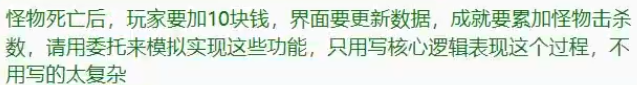 怪物死亡后，玩家要加10块钱，界面要更新数据，成就要累加怪物击杀
数，请用委托来模拟实现这些功能，只用写核心逻辑表现这个过程，不
用写的太复杂